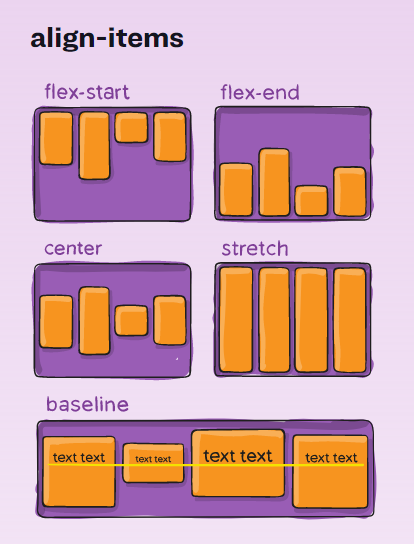 align-items
flex-start
flex-end
center
stretch
baseline
text text
text text
text text
text text